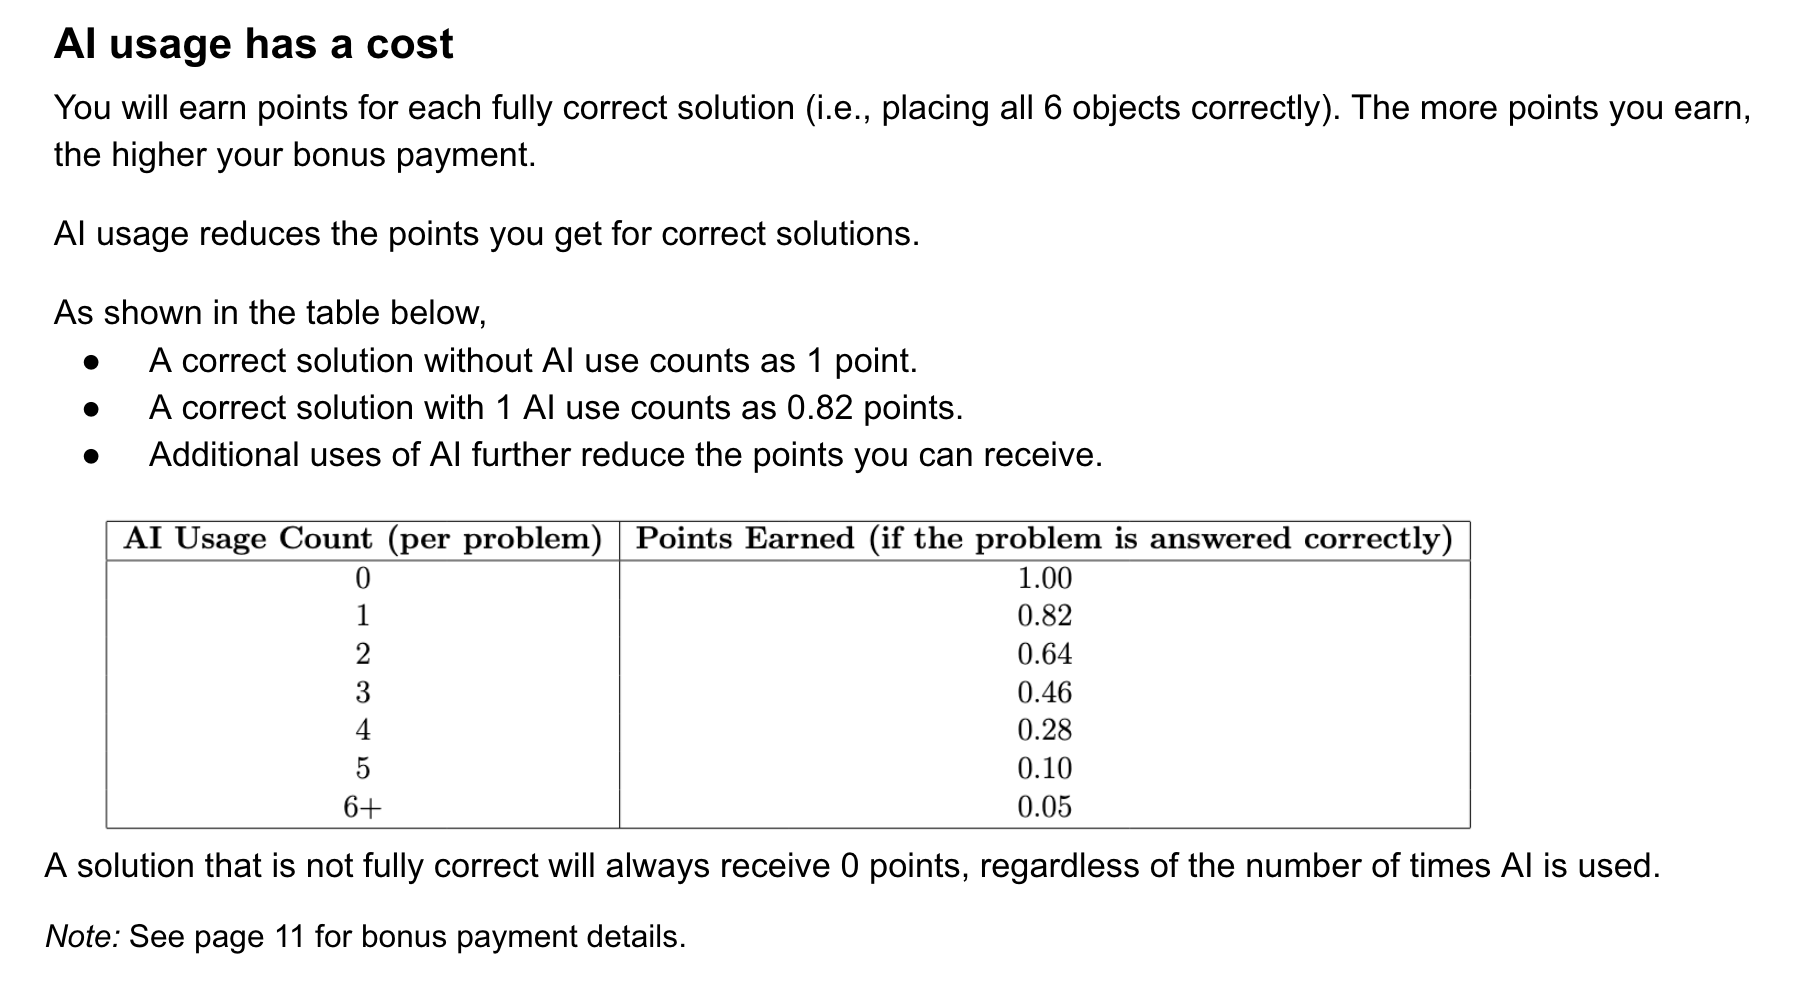 AI usage has a cost
You will earn points for each fully correct solution (i.e., placing all 6 objects correctly). The more points you earn,
the higher your bonus payment.
AI usage reduces the points you get for correct solutions.
As shown in the table below,
● A correct solution without AI use counts as 1 point.
● A correct solution with 1 AI use counts as 0.82 points.
● Additional uses of AI further reduce the points you can receive.
AI Usage Count (per problem) Points Earned (if the problem is answered correctly)
0 1.00
1 0.82
2 0.64
3 0.46
4 0.28
5 0.10
6+ 0.05
A solution that is not fully correct will always receive 0 points, regardless of the number of times AI is used.
Note: See page 11 for bonus payment details.